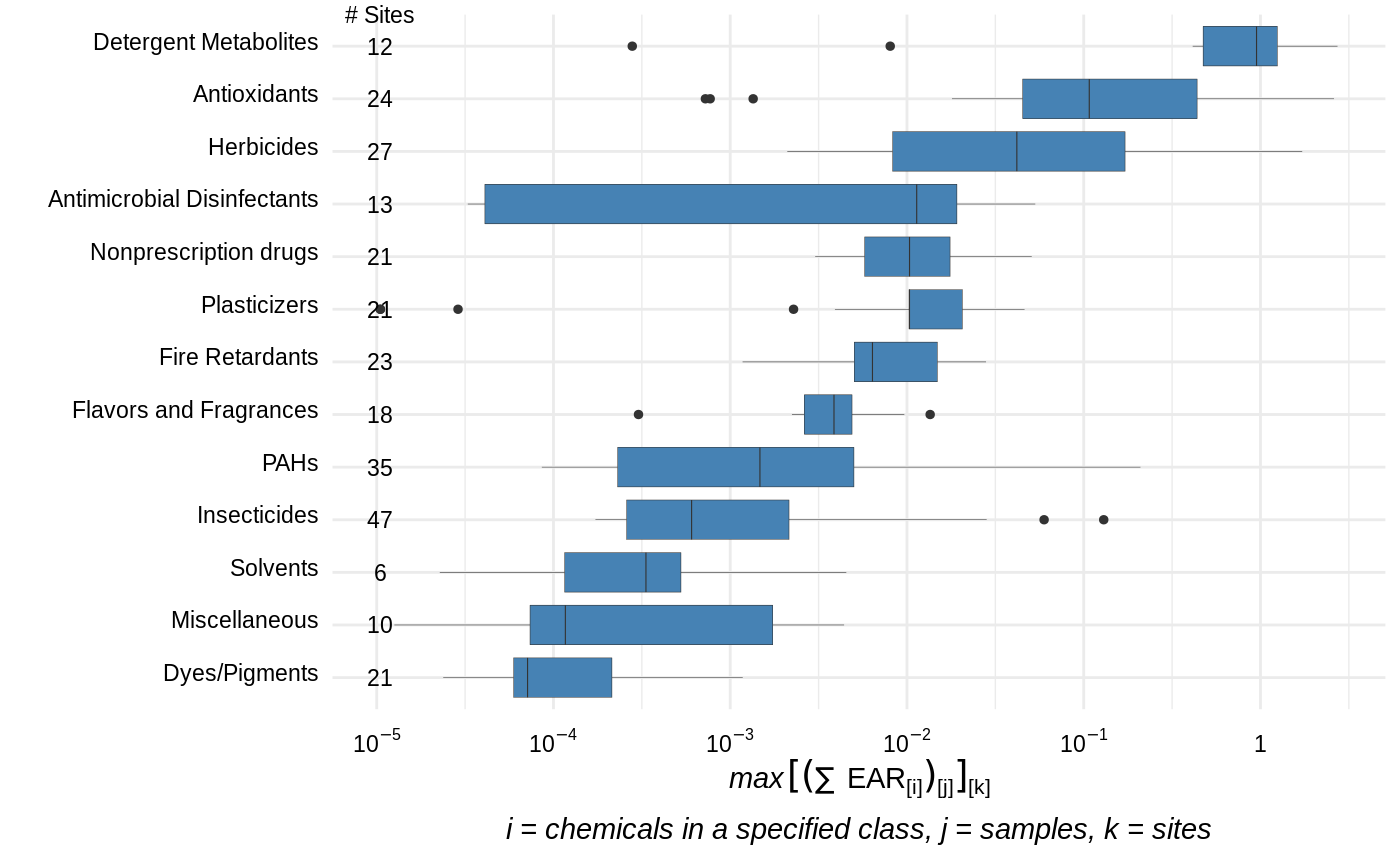 # Sites
Detergent Metabolites 12
Antioxidants 24
Herbicides 27
Antimicrobial Disinfectants 13
Nonprescription drugs 21
Plasticizers 21
Fire Retardants 23
Flavors and Fragrances 18
PAHs 35
Insecticides 47
Solvents 6
Miscellaneous 10
Dyes/Pigments 21
10⁻⁵ 10⁻⁴ 10⁻³ 10⁻² 10⁻¹ 1
max[(∑ EAR[i])[j]][k]
i = chemicals in a specified class, j = samples, k = sites